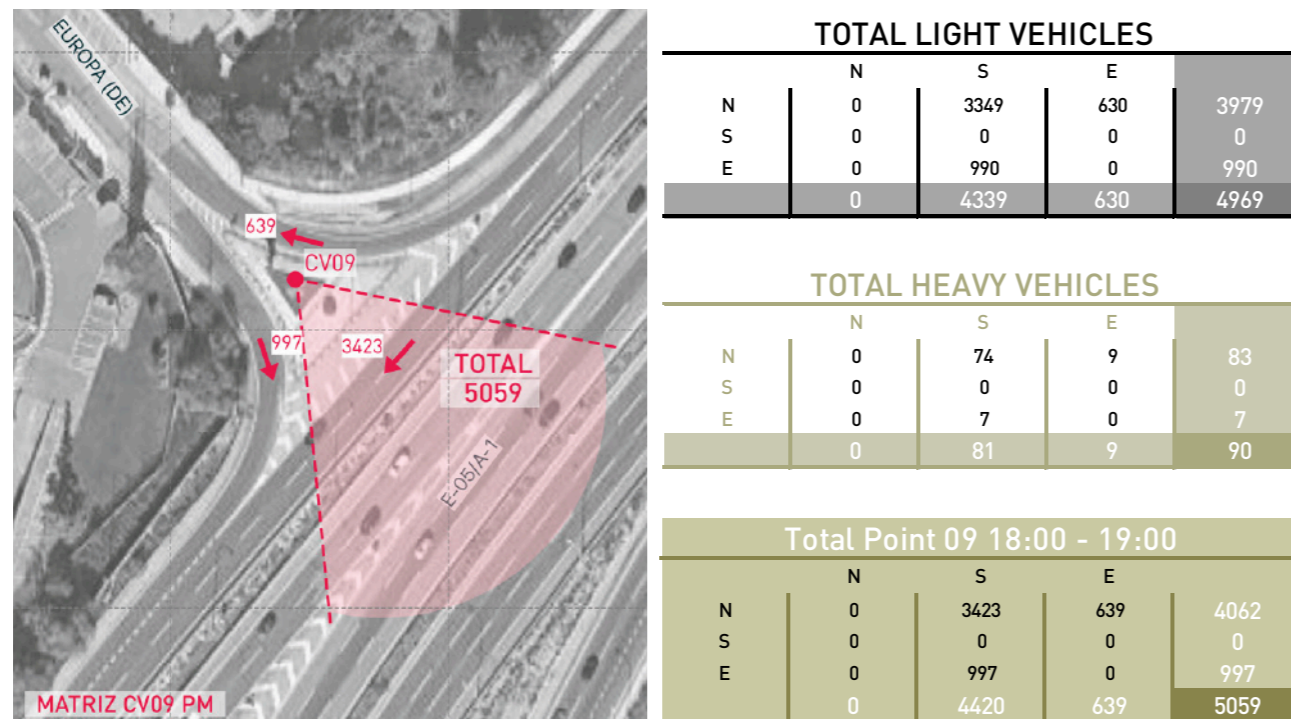 EUROPA (DE)
639
CV09
997
3423
TOTAL
5059
E-05/A-1
MATRIZ CV09 PM
TOTAL LIGHT VEHICLES
N S E
N 0 3349 630 3979
S 0 0 0 0
E 0 990 0 990
0 4339 630 4969
TOTAL HEAVY VEHICLES
N S E
N 0 74 9 83
S 0 0 0 0
E 0 7 0 7
0 81 9 90
Total Point 09 18:00 - 19:00
N S E
N 0 3423 639 4062
S 0 0 0 0
E 0 997 0 997
0 4420 639 5059